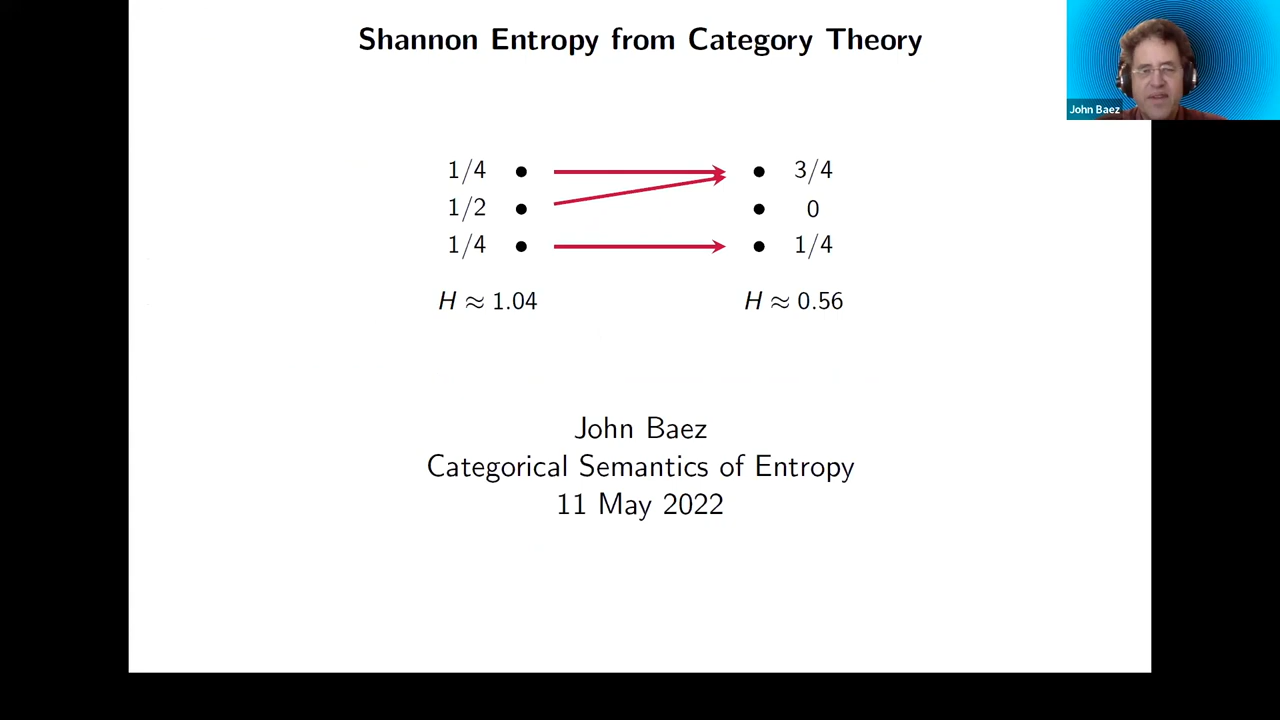 Shannon Entropy from Category Theory
John Baez
1/4 3/4
1/2 0
1/4 1/4
H ≈ 1.04 H ≈ 0.56
John Baez
Categorical Semantics of Entropy
11 May 2022